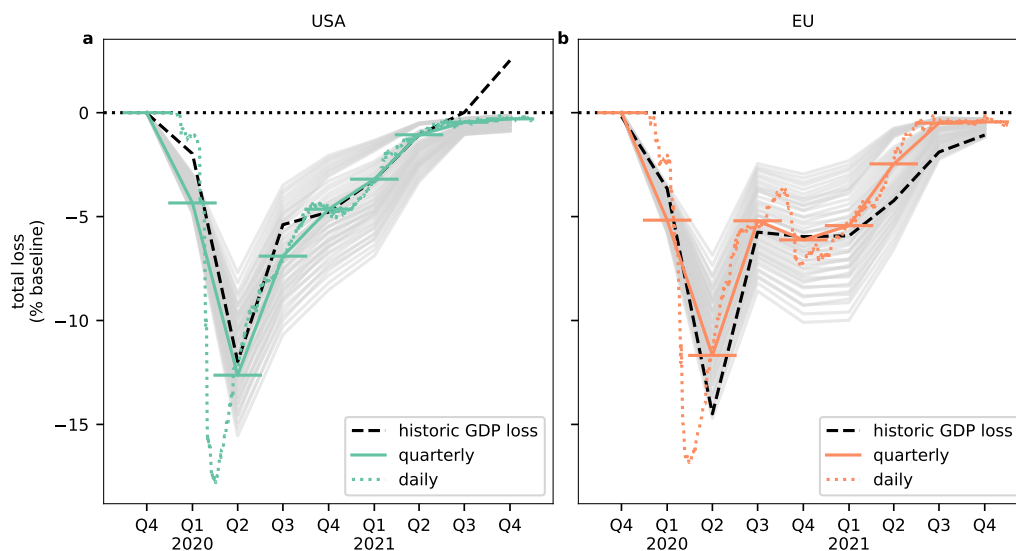 USA
EU
a
b
total loss
(% baseline)
0
−5
−10
−15
historic GDP loss
quarterly
daily
historic GDP loss
quarterly
daily
Q4 Q1 Q2 Q3 Q4 Q1 Q2 Q3 Q4
2020 2021
Q4 Q1 Q2 Q3 Q4 Q1 Q2 Q3 Q4
2020 2021